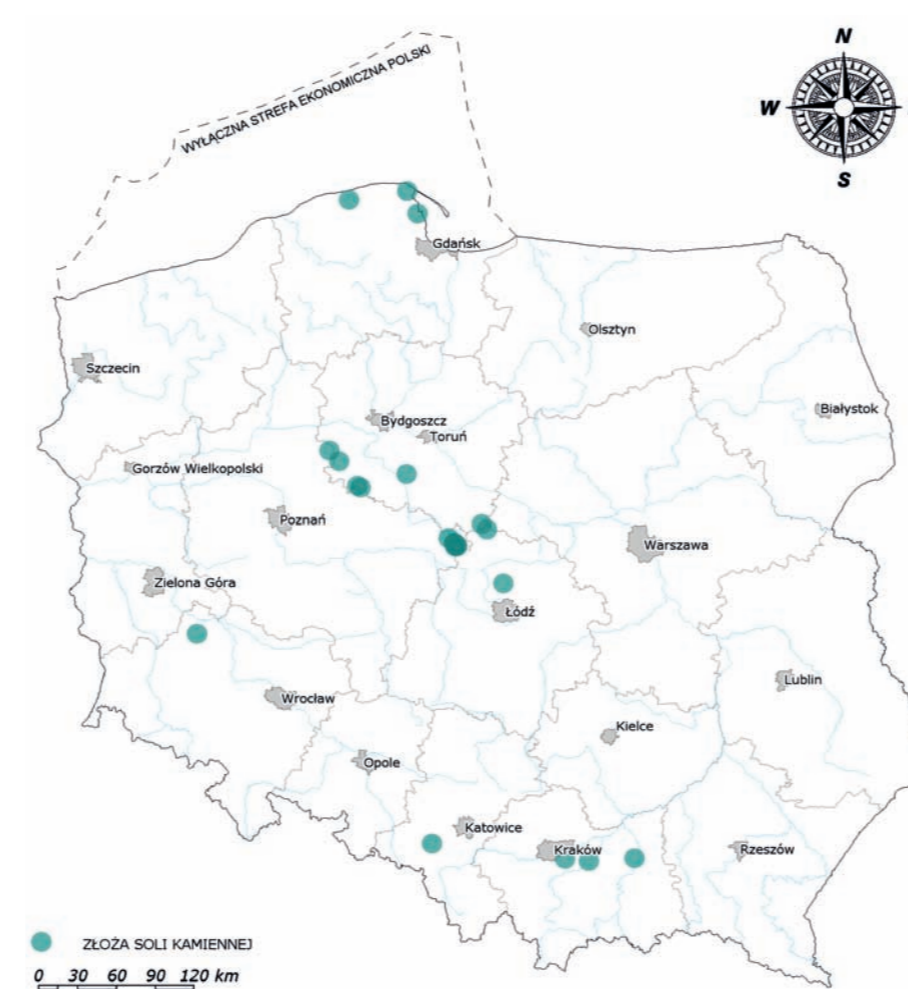 N
W
S
WYŁĄCZNA STREFA EKONOMICZNA POLSKI
Gdańsk
Olsztyn
Szczecin
Białystok
Bydgoszcz
Toruń
Gorzów Wielkopolski
Poznań
Warszawa
Zielona Góra
Łódź
Lublin
Wrocław
Kielce
Opole
Katowice
Kraków
Rzeszów
ZŁOŻA SOLI KAMIENNEJ
0 30 60 90 120 km